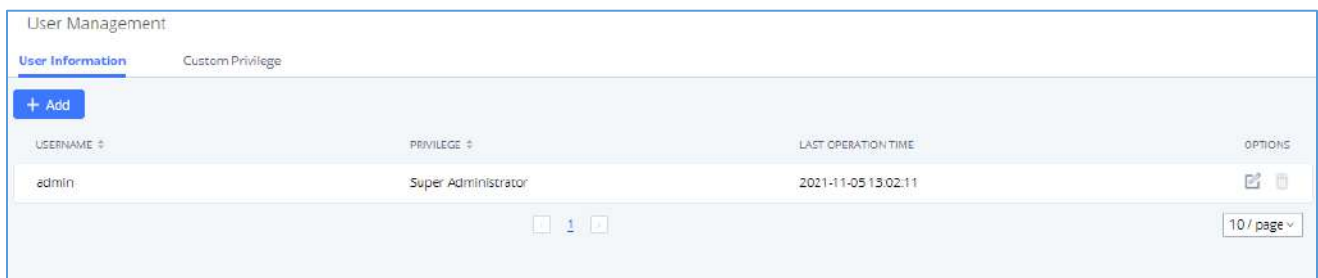 User Management
User Information Custom Privilege
+ Add
USERNAME PRIVILEGE LAST OPERATION TIME OPTIONS
admin Super Administrator 2021-11-05 13:02:11
< 1 >
10 / page